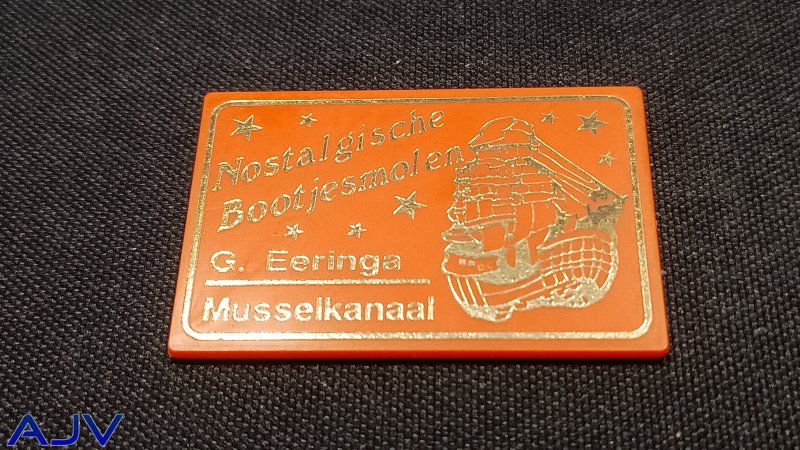 Nostalgische
Bootjesmolen
G. Eeringa
Musselkanaal
AJV